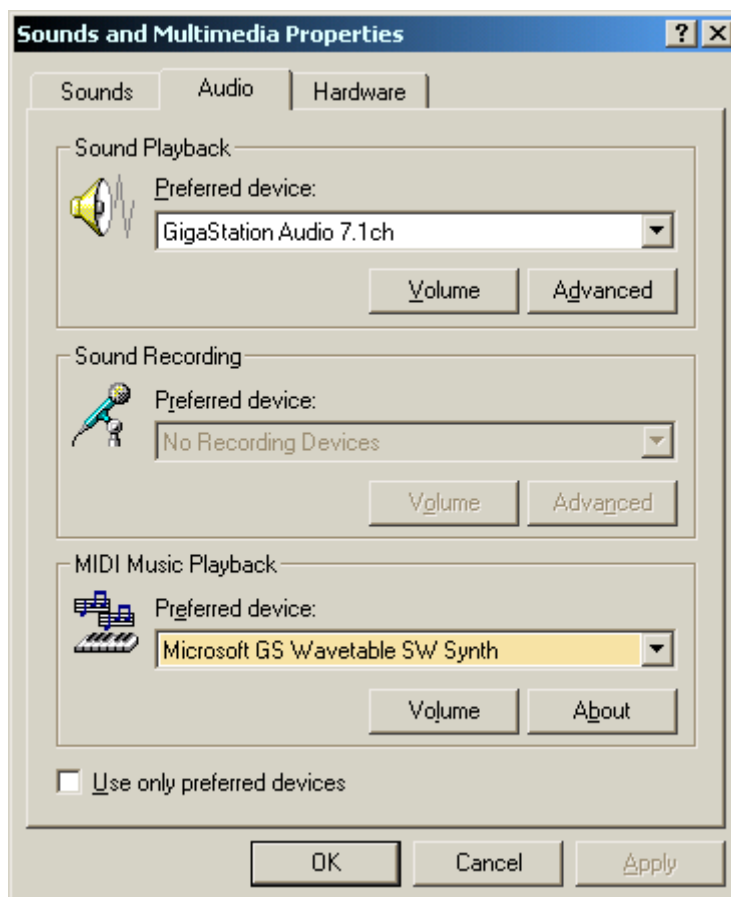 Sounds and Multimedia Properties
Sounds Audio Hardware
Sound Playback
Preferred device:
GigaStation Audio 7.1ch
Volume Advanced
Sound Recording
Preferred device:
No Recording Devices
Volume Advanced
MIDI Music Playback
Preferred device:
Microsoft GS Wavetable SW Synth
Volume About
Use only preferred devices
OK Cancel Apply